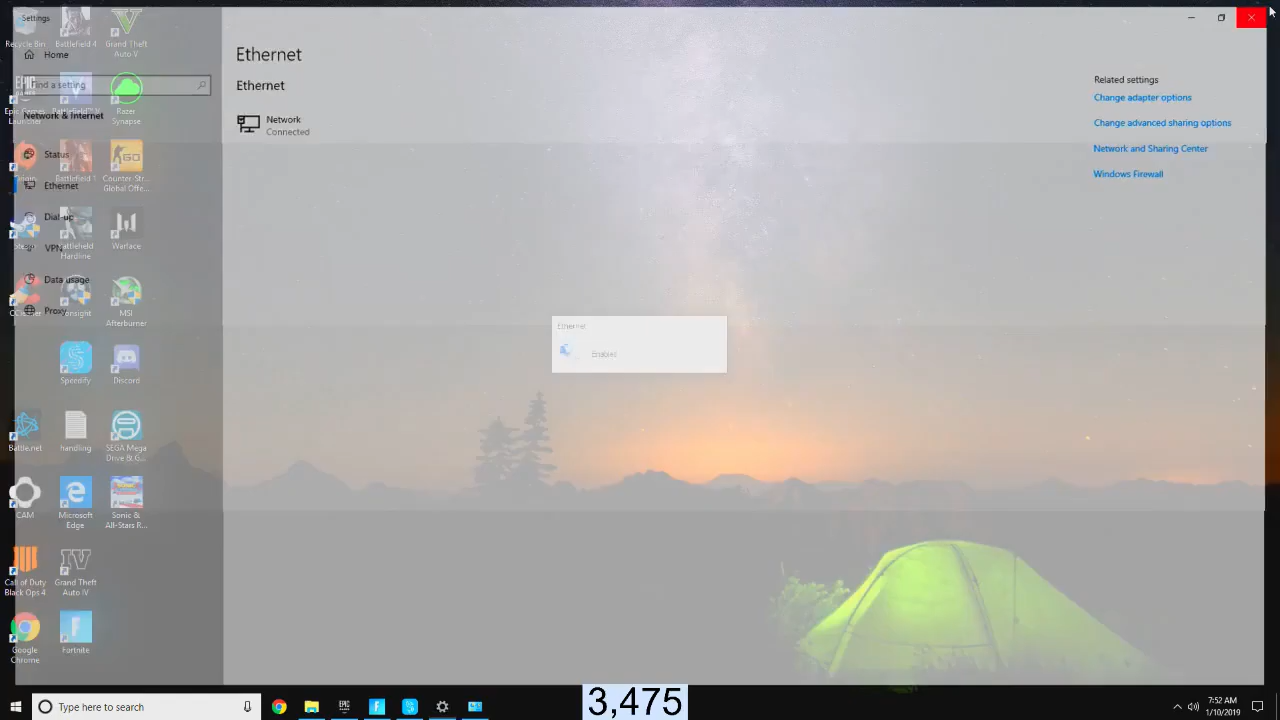 Settings
Home
Find a setting
Network & Internet
Status
Ethernet
Dial-up
VPN
Data usage
Proxy
Ethernet
Ethernet
Network
Connected
Related settings
Change adapter options
Change advanced sharing options
Network and Sharing Center
Windows Firewall
Ethernet
Enabled
Recycle Bin
Battlefield 4
Grand Theft
Auto V
Epic Games
Launcher
Battlefield V
Razer
Synapse
Origin
Battlefield 1
Counter-Str...
Global Offe...
Steam
Battlefield
Hardline
Warface
CCleaner
MSI
Afterburner
Speedify
Discord
Battle.net
handling
SEGA Mega
Drive & G...
CAM
Microsoft
Edge
Sonic &
All-Stars R...
Call of Duty
Black Ops 4
Grand Theft
Auto IV
Google
Chrome
Fortnite
Type here to search
3,475
7:52 AM
1/10/2019